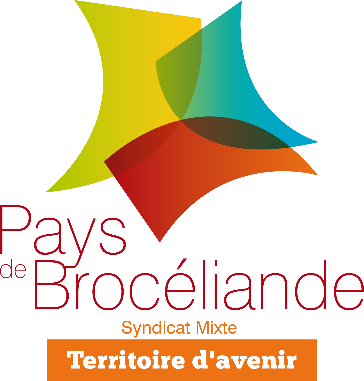 Pays
de Brocéliande
Syndicat Mixte
Territoire d'avenir